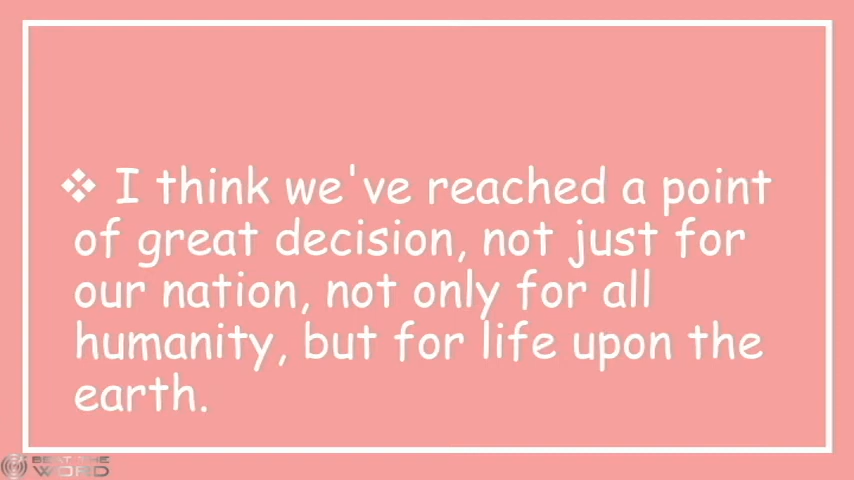 ❖ I think we've reached a point
of great decision, not just for
our nation, not only for all
humanity, but for life upon the
earth.
BEAT THE
WORD